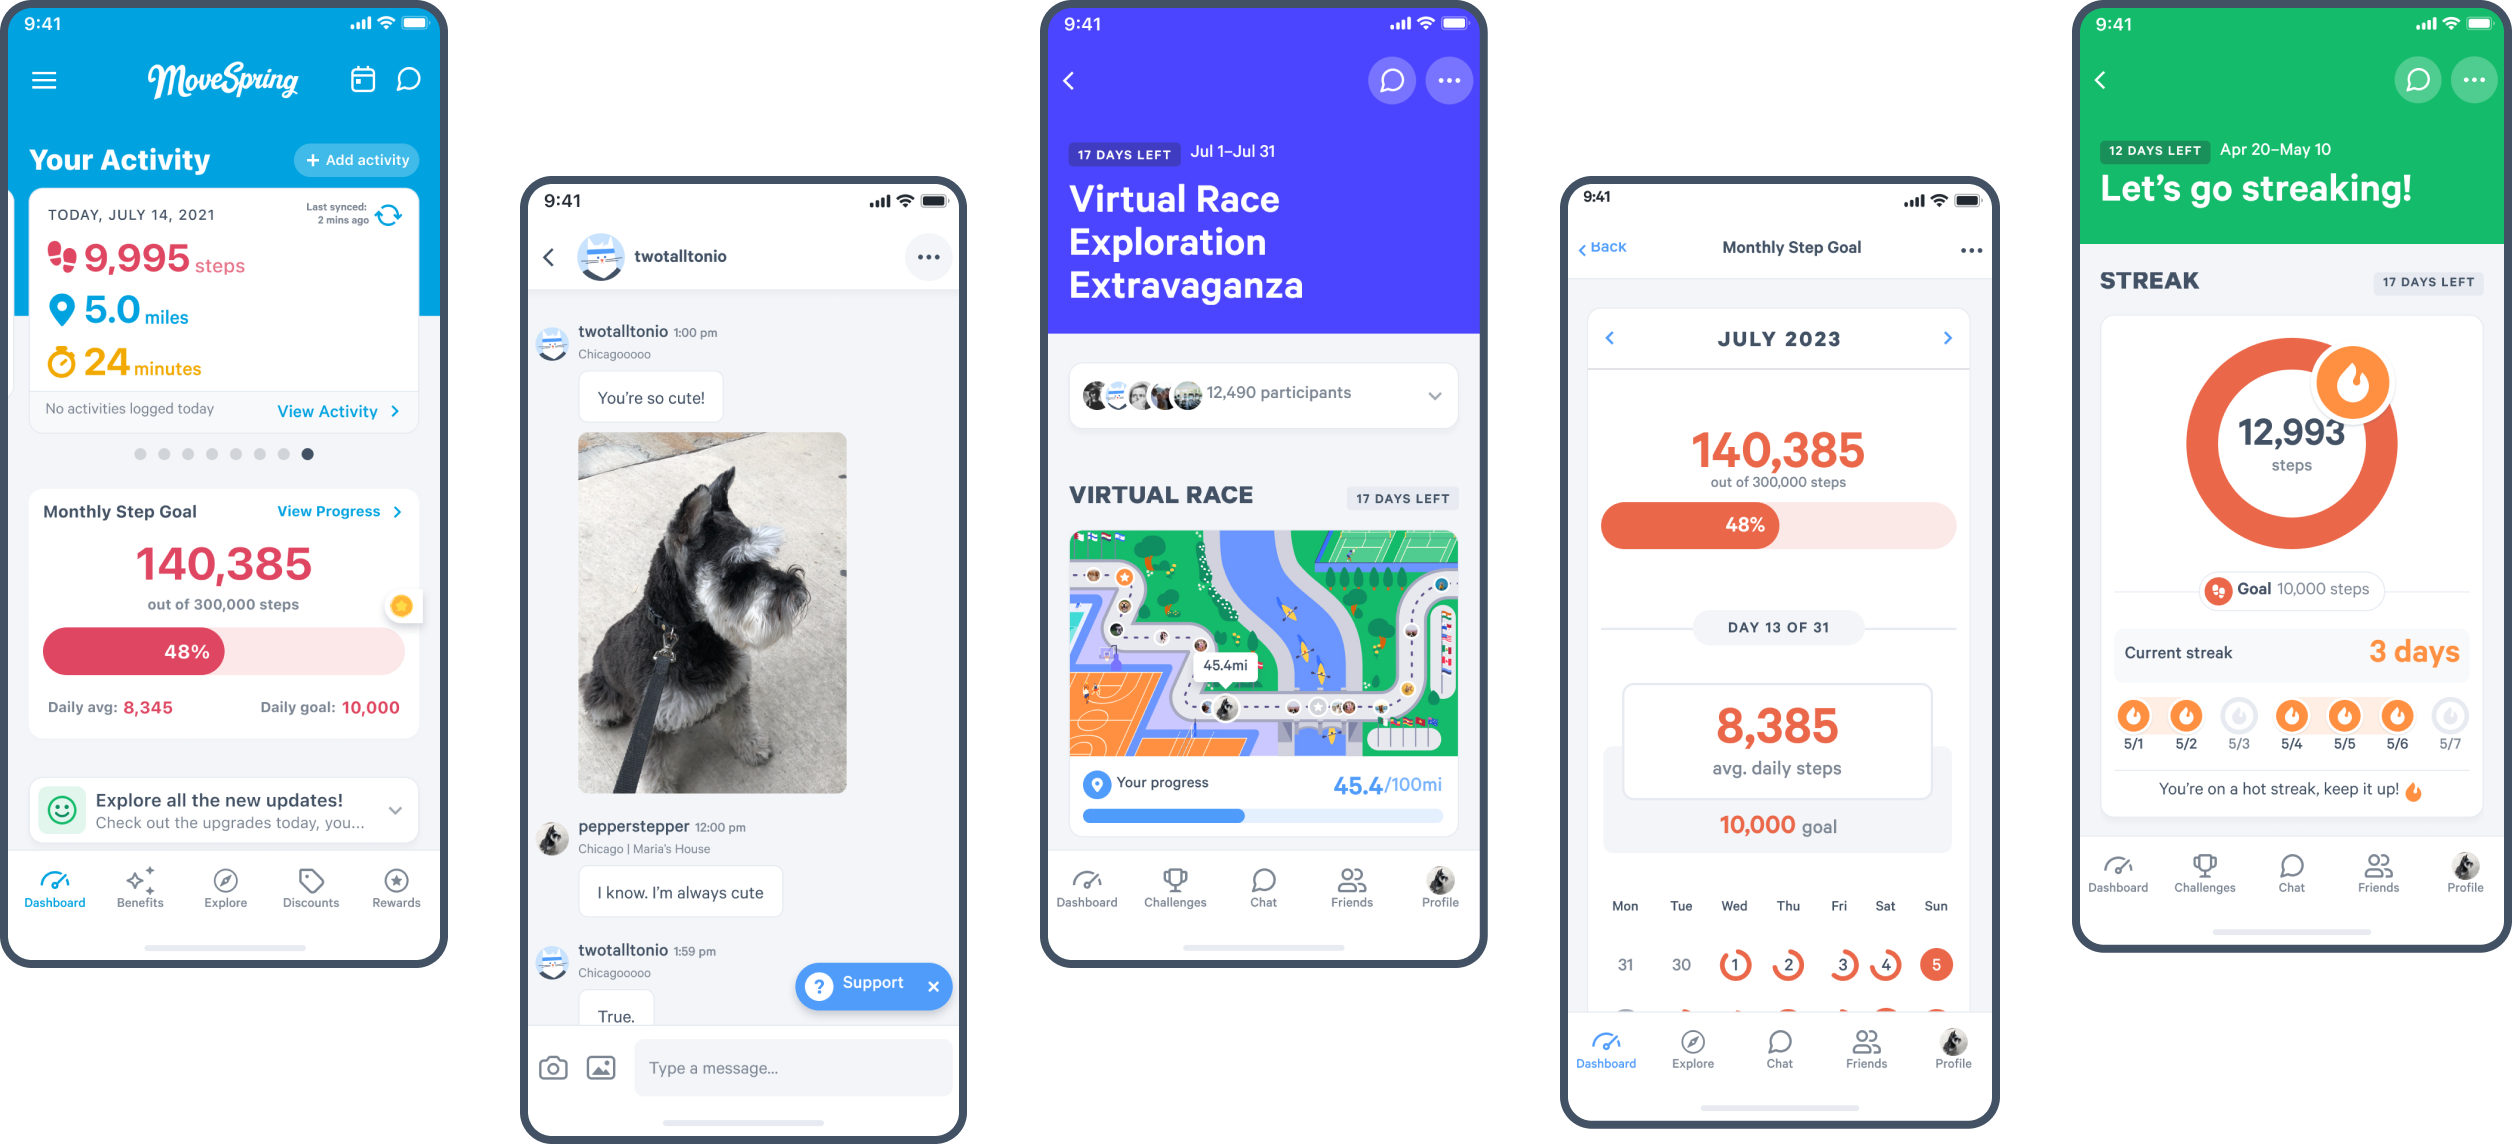 9:41
MoveSpring
Your Activity
+ Add activity
TODAY, JULY 14, 2021
Last synced:
2 mins ago
9,995 steps
5.0 miles
24 minutes
No activities logged today
View Activity
Monthly Step Goal
View Progress
140,385
out of 300,000 steps
48%
Daily avg: 8,345
Daily goal: 10,000
Explore all the new updates!
Check out the upgrades today, you...
Dashboard
Benefits
Explore
Discounts
Rewards
9:41
twotalltonio
twotalltonio 1:00 pm
Chicagooooo
You're so cute!
pepperstepper 12:00 pm
Chicago | Maria's House
I know. I'm always cute
twotalltonio 1:59 pm
Chicagooooo
True.
? Support
Type a message...
9:41
17 DAYS LEFT Jul 1–Jul 31
Virtual Race
Exploration
Extravaganza
12,490 participants
VIRTUAL RACE
17 DAYS LEFT
45.4mi
Your progress
45.4/100mi
Dashboard
Challenges
Chat
Friends
Profile
9:41
Back
Monthly Step Goal
JULY 2023
140,385
out of 300,000 steps
48%
DAY 13 OF 31
8,385
avg. daily steps
10,000 goal
Mon Tue Wed Thu Fri Sat Sun
31 30 1 2 3 4 5
Dashboard
Explore
Chat
Friends
Profile
9:41
12 DAYS LEFT Apr 20–May 10
Let's go streaking!
STREAK
17 DAYS LEFT
12,993
steps
Goal 10,000 steps
Current streak
3 days
5/1 5/2 5/3 5/4 5/5 5/6 5/7
You're on a hot streak, keep it up!
Dashboard
Challenges
Chat
Friends
Profile